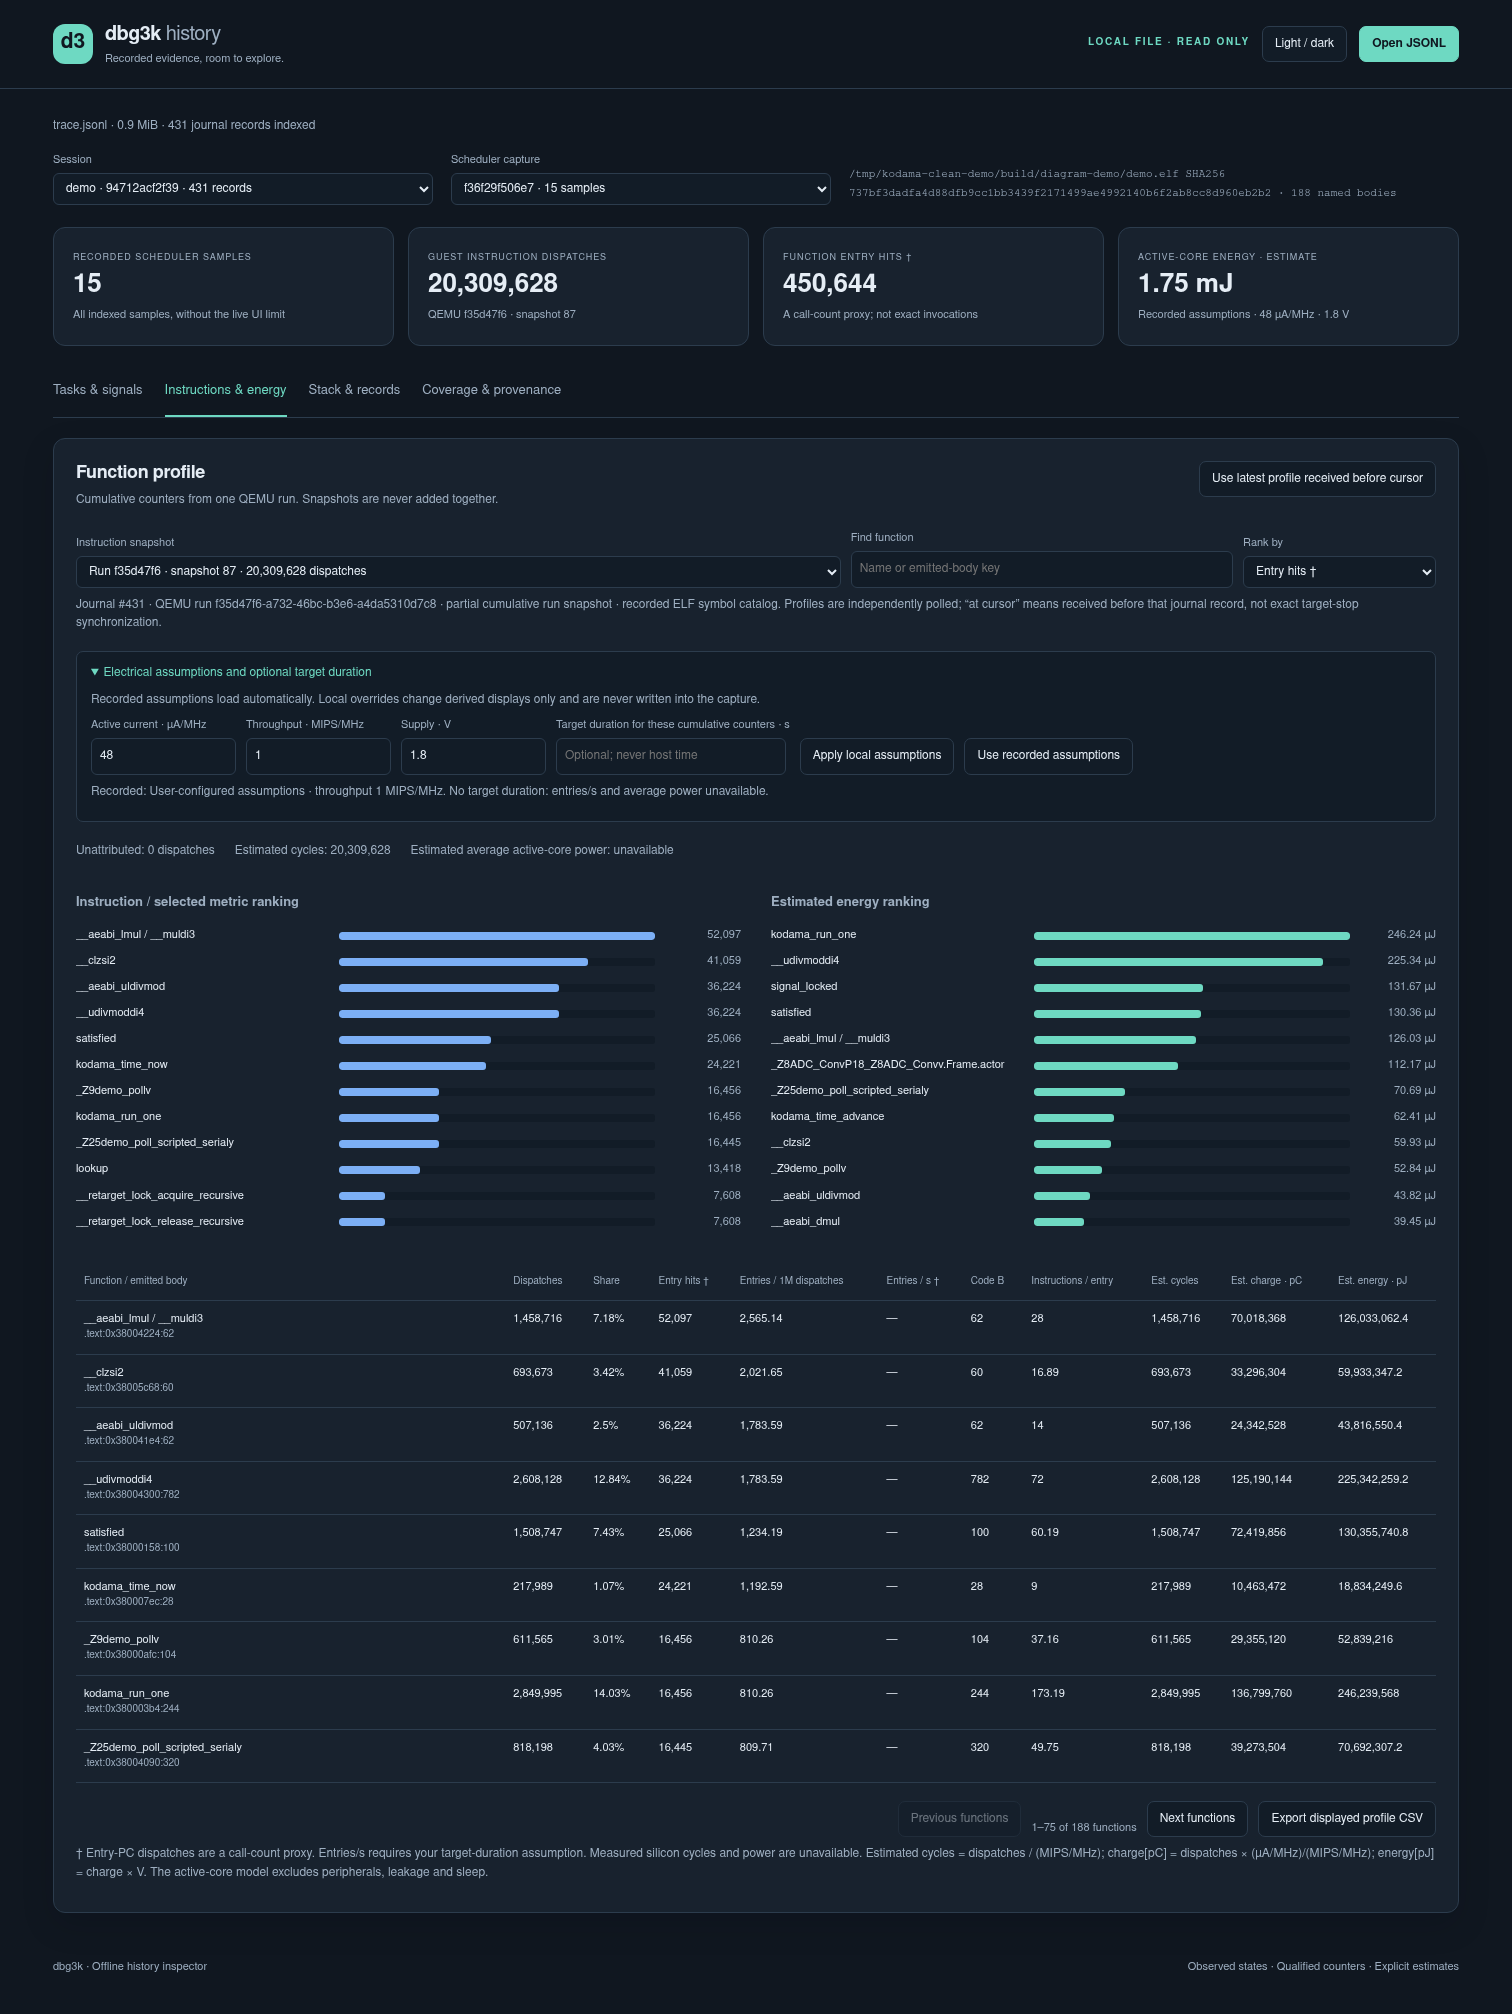 d3
dbg3k history
Recorded evidence, room to explore.
LOCAL FILE · READ ONLY
Light / dark
Open JSONL
trace.jsonl · 0.9 MiB · 431 journal records indexed
Session
demo · 94712acf2f39 · 431 records
Scheduler capture
f36f29f506e7 · 15 samples
/tmp/kodama-clean-demo/build/diagram-demo/demo.elf SHA256
737bf3dadfa4d88dfb9cc1bb3439f2171499ae4992140b6f2ab8cc8d960eb2b2 · 188 named bodies
RECORDED SCHEDULER SAMPLES
15
All indexed samples, without the live UI limit
GUEST INSTRUCTION DISPATCHES
20,309,628
QEMU f35d47f6 · snapshot 87
FUNCTION ENTRY HITS †
450,644
A call-count proxy; not exact invocations
ACTIVE-CORE ENERGY · ESTIMATE
1.75 mJ
Recorded assumptions · 48 µA/MHz · 1.8 V
Tasks & signals
Instructions & energy
Stack & records
Coverage & provenance
Function profile
Cumulative counters from one QEMU run. Snapshots are never added together.
Use latest profile received before cursor
Instruction snapshot
Run f35d47f6 · snapshot 87 · 20,309,628 dispatches
Find function
Name or emitted-body key
Rank by
Entry hits †
Journal #431 · QEMU run f35d47f6-a732-46bc-b3e6-a4da5310d7c8 · partial cumulative run snapshot · recorded ELF symbol catalog. Profiles are independently polled; “at cursor” means received before that journal record, not exact target-stop
synchronization.
▼ Electrical assumptions and optional target duration
Recorded assumptions load automatically. Local overrides change derived displays only and are never written into the capture.
Active current · µA/MHz
48
Throughput · MIPS/MHz
1
Supply · V
1.8
Target duration for these cumulative counters · s
Optional; never host time
Apply local assumptions
Use recorded assumptions
Recorded: User-configured assumptions · throughput 1 MIPS/MHz. No target duration: entries/s and average power unavailable.
Unattributed: 0 dispatches Estimated cycles: 20,309,628 Estimated average active-core power: unavailable
Instruction / selected metric ranking
__aeabi_lmul / __muldi3 52,097
__clzsi2 41,059
__aeabi_uldivmod 36,224
__udivmoddi4 36,224
satisfied 25,066
kodama_time_now 24,221
_Z9demo_pollv 16,456
kodama_run_one 16,456
_Z25demo_poll_scripted_serialy 16,445
lookup 13,418
__retarget_lock_acquire_recursive 7,608
__retarget_lock_release_recursive 7,608
Estimated energy ranking
kodama_run_one 246.24 µJ
__udivmoddi4 225.34 µJ
signal_locked 131.67 µJ
satisfied 130.36 µJ
__aeabi_lmul / __muldi3 126.03 µJ
_Z8ADC_ConvP18_Z8ADC_Convv.Frame.actor 112.17 µJ
_Z25demo_poll_scripted_serialy 70.69 µJ
kodama_time_advance 62.41 µJ
__clzsi2 59.93 µJ
_Z9demo_pollv 52.84 µJ
__aeabi_uldivmod 43.82 µJ
__aeabi_dmul 39.45 µJ
Function / emitted body Dispatches Share Entry hits † Entries / 1M dispatches Entries / s † Code B Instructions / entry Est. cycles Est. charge · pC Est. energy · pJ
__aeabi_lmul / __muldi3 1,458,716 7.18% 52,097 2,565.14 — 62 28 1,458,716 70,018,368 126,033,062.4
.text:0x38004224:62
__clzsi2 693,673 3.42% 41,059 2,021.65 — 60 16.89 693,673 33,296,304 59,933,347.2
.text:0x38005c68:60
__aeabi_uldivmod 507,136 2.5% 36,224 1,783.59 — 62 14 507,136 24,342,528 43,816,550.4
.text:0x380041e4:62
__udivmoddi4 2,608,128 12.84% 36,224 1,783.59 — 782 72 2,608,128 125,190,144 225,342,259.2
.text:0x38004300:782
satisfied 1,508,747 7.43% 25,066 1,234.19 — 100 60.19 1,508,747 72,419,856 130,355,740.8
.text:0x38000158:100
kodama_time_now 217,989 1.07% 24,221 1,192.59 — 28 9 217,989 10,463,472 18,834,249.6
.text:0x380007ec:28
_Z9demo_pollv 611,565 3.01% 16,456 810.26 — 104 37.16 611,565 29,355,120 52,839,216
.text:0x38000afc:104
kodama_run_one 2,849,995 14.03% 16,456 810.26 — 244 173.19 2,849,995 136,799,760 246,239,568
.text:0x380003b4:244
_Z25demo_poll_scripted_serialy 818,198 4.03% 16,445 809.71 — 320 49.75 818,198 39,273,504 70,692,307.2
.text:0x38004090:320
Previous functions
1–75 of 188 functions
Next functions
Export displayed profile CSV
† Entry-PC dispatches are a call-count proxy. Entries/s requires your target-duration assumption. Measured silicon cycles and power are unavailable. Estimated cycles = dispatches / (MIPS/MHz); charge[pC] = dispatches × (µA/MHz)/(MIPS/MHz); energy[pJ]
= charge × V. The active-core model excludes peripherals, leakage and sleep.
dbg3k · Offline history inspector
Observed states · Qualified counters · Explicit estimates